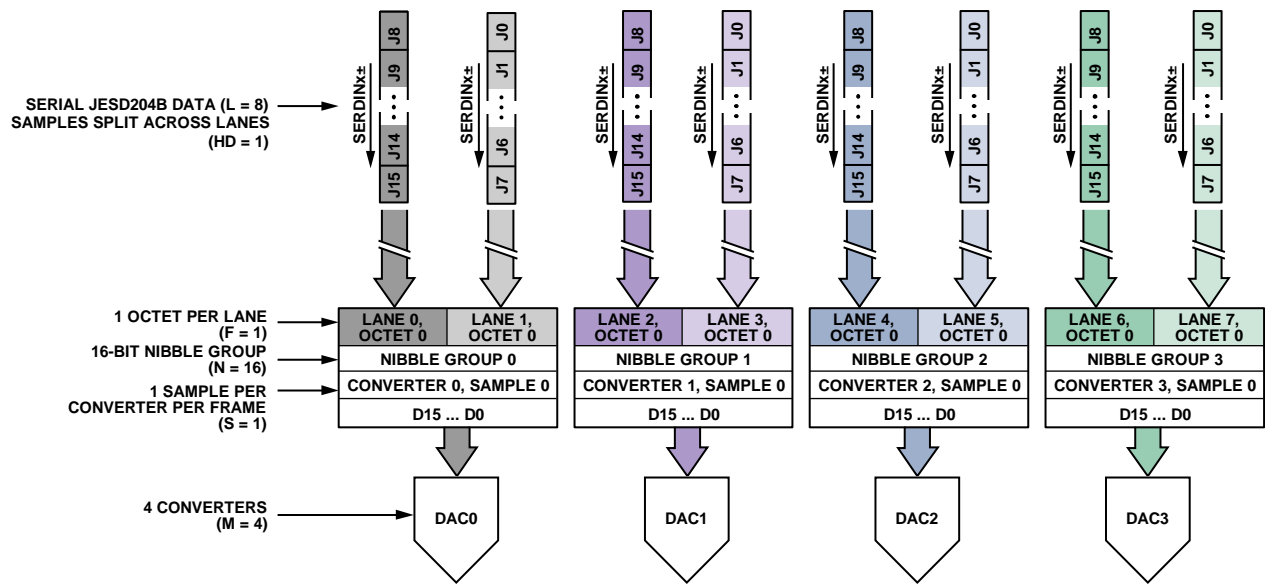 J8
J9
J14
J15
SERDINx±
J0
J1
J6
J7
SERDINx±
J8
J9
J14
J15
SERDINx±
J0
J1
J6
J7
SERDINx±
J8
J9
J14
J15
SERDINx±
J0
J1
J6
J7
SERDINx±
J8
J9
J14
J15
SERDINx±
J0
J1
J6
J7
SERDINx±
SERIAL JESD204B DATA (L = 8)
SAMPLES SPLIT ACROSS LANES
(HD = 1)
1 OCTET PER LANE
(F = 1)
16-BIT NIBBLE GROUP
(N = 16)
1 SAMPLE PER
CONVERTER PER FRAME
(S = 1)
4 CONVERTERS
(M = 4)
LANE 0,
OCTET 0
LANE 1,
OCTET 0
NIBBLE GROUP 0
CONVERTER 0, SAMPLE 0
D15 ... D0
DAC0
LANE 2,
OCTET 0
LANE 3,
OCTET 0
NIBBLE GROUP 1
CONVERTER 1, SAMPLE 0
D15 ... D0
DAC1
LANE 4,
OCTET 0
LANE 5,
OCTET 0
NIBBLE GROUP 2
CONVERTER 2, SAMPLE 0
D15 ... D0
DAC2
LANE 6,
OCTET 0
LANE 7,
OCTET 0
NIBBLE GROUP 3
CONVERTER 3, SAMPLE 0
D15 ... D0
DAC3